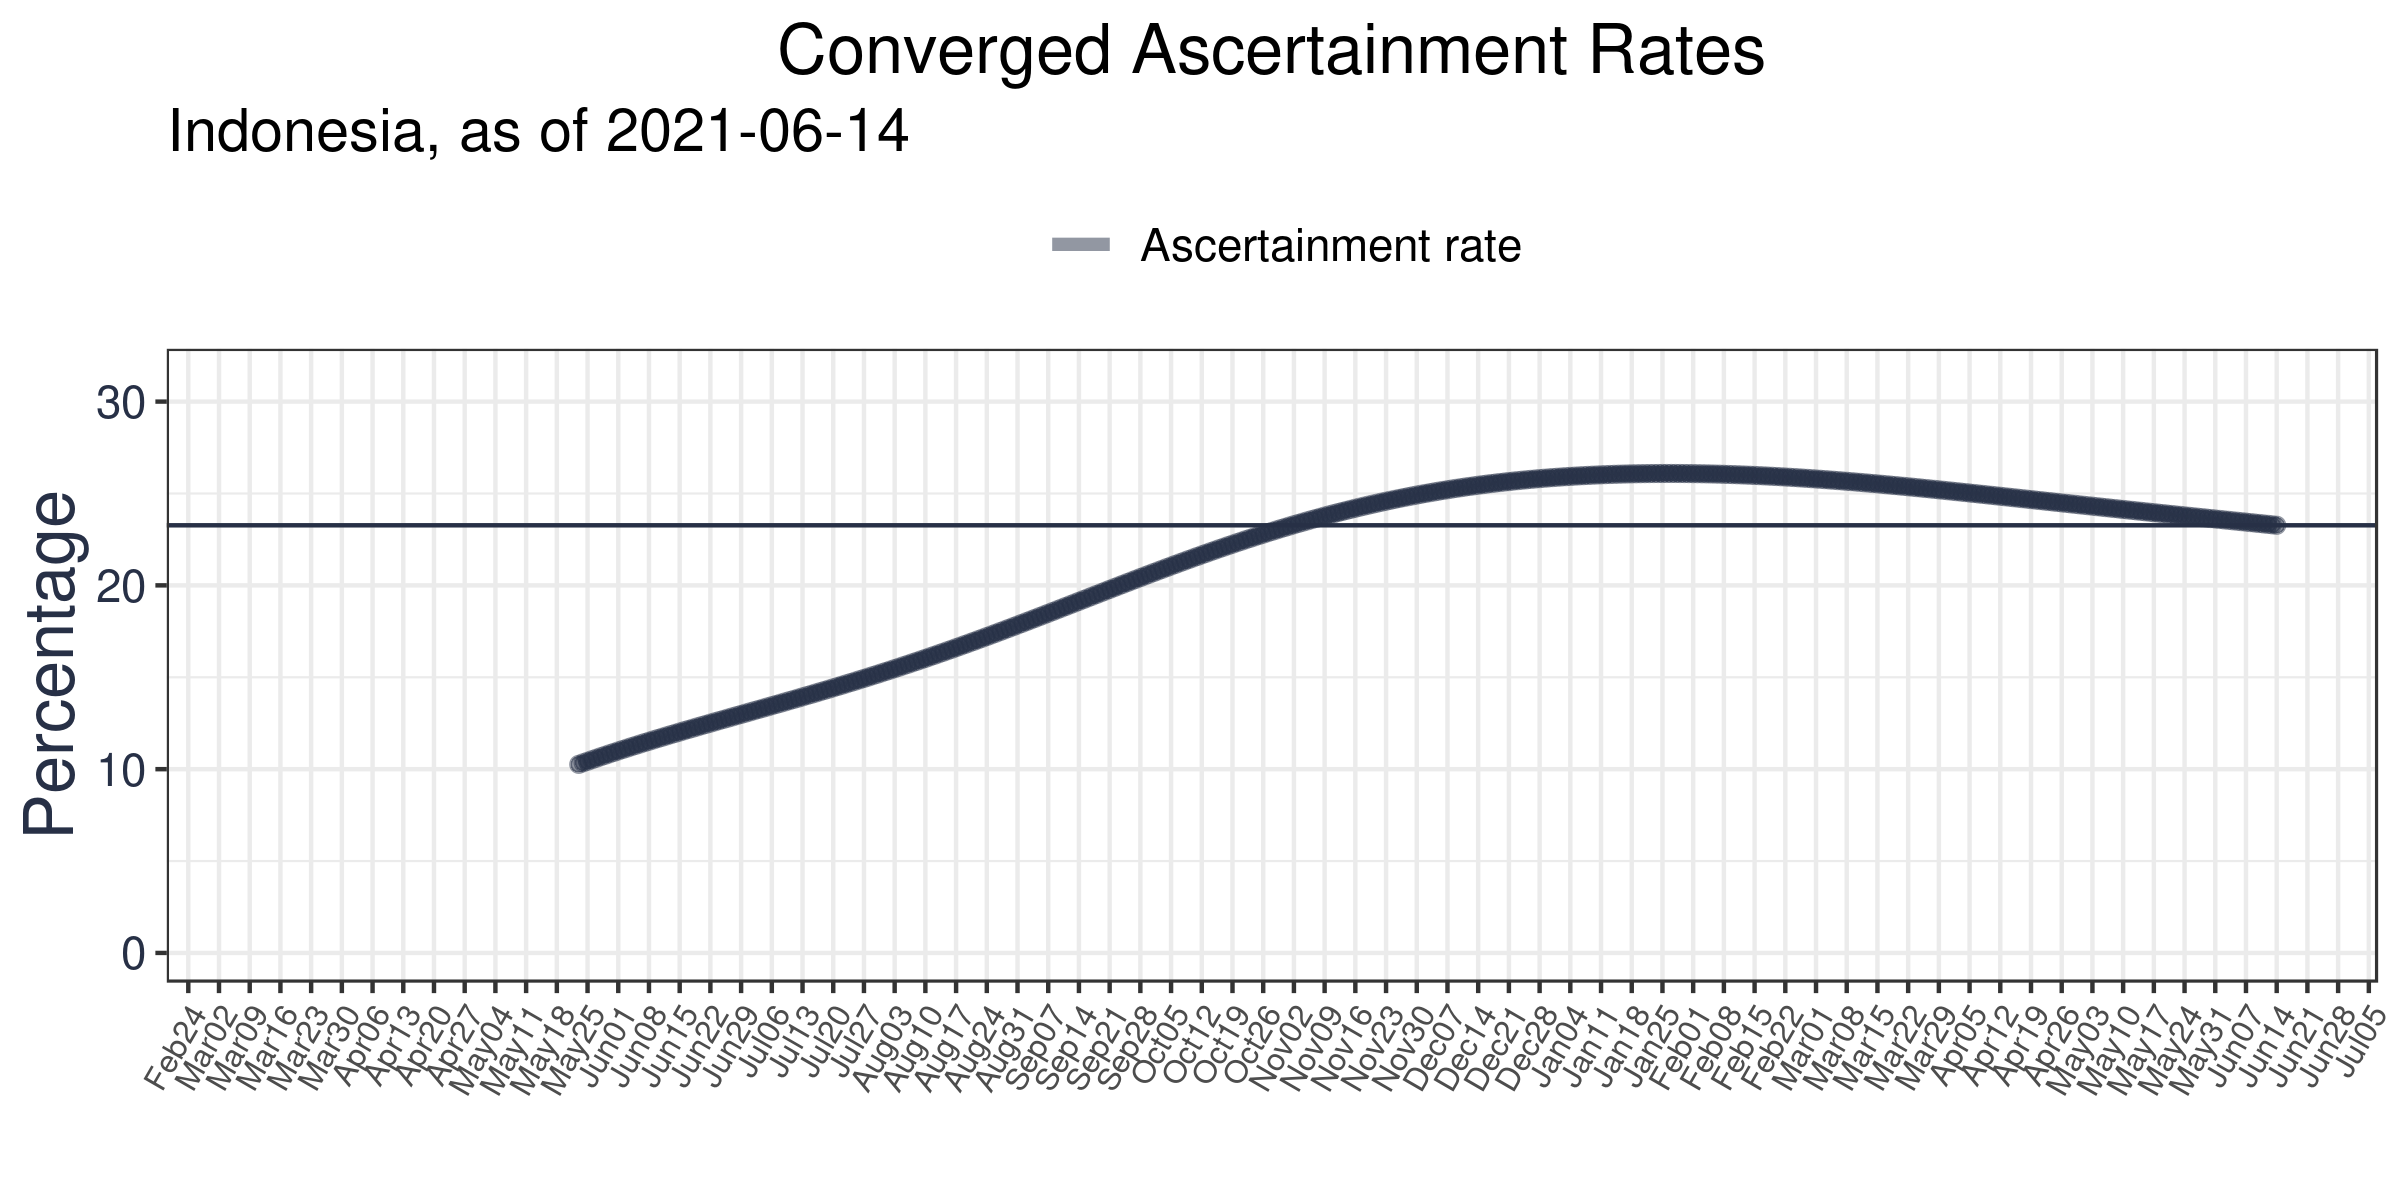 Converged Ascertainment Rates
Indonesia, as of 2021-06-14
Ascertainment rate
Percentage
30
20
10
0
Feb24
Mar02
Mar09
Mar16
Mar23
Mar30
Apr06
Apr13
Apr20
Apr27
May04
May11
May18
May25
Jun01
Jun08
Jun15
Jun22
Jun29
Jul06
Jul13
Jul20
Jul27
Aug03
Aug10
Aug17
Aug24
Aug31
Sep07
Sep14
Sep21
Sep28
Oct05
Oct12
Oct19
Oct26
Nov02
Nov09
Nov16
Nov23
Nov30
Dec07
Dec14
Dec21
Dec28
Jan04
Jan11
Jan18
Jan25
Feb01
Feb08
Feb15
Feb22
Mar01
Mar08
Mar15
Mar22
Mar29
Apr05
Apr12
Apr19
Apr26
May03
May10
May17
May24
May31
Jun07
Jun14
Jun21
Jun28
Jul05